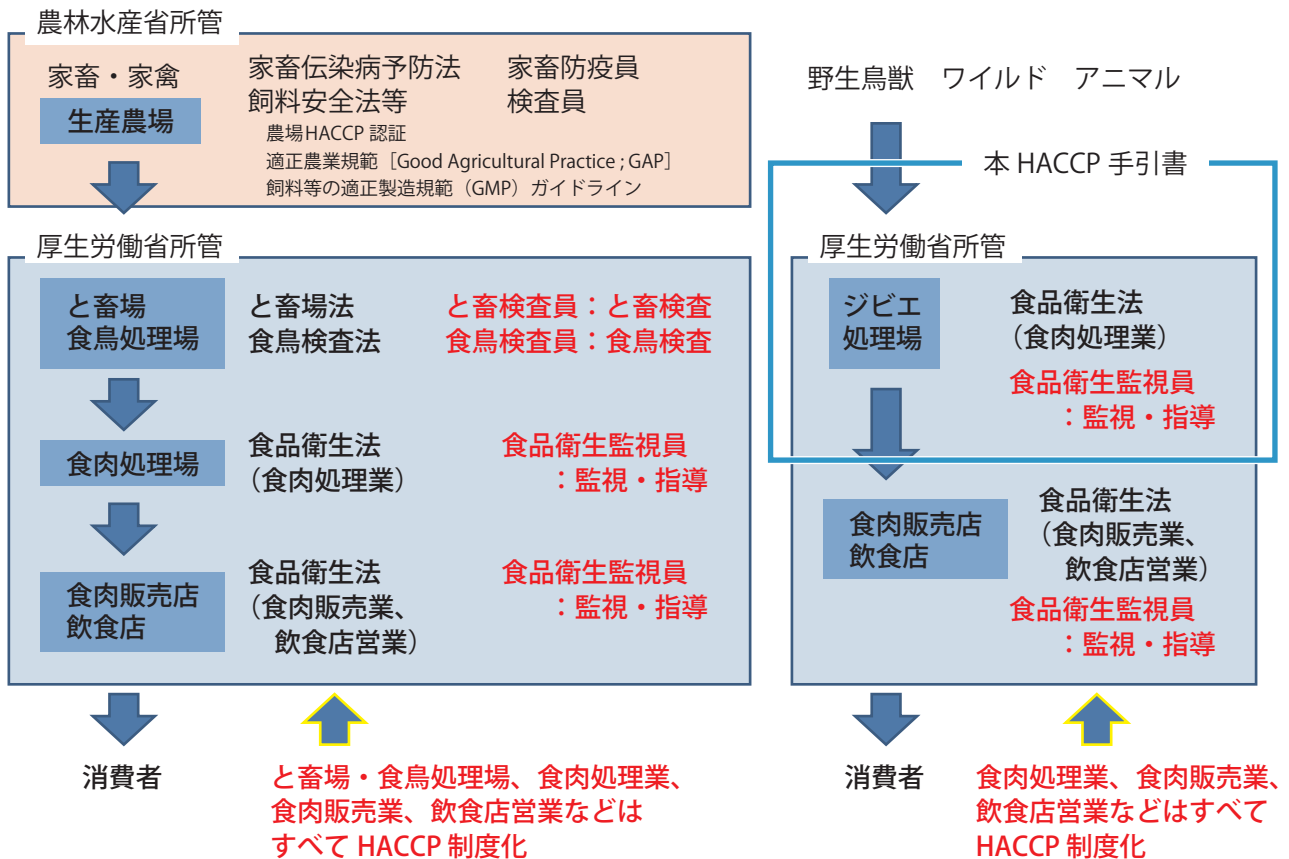 農林水産省所管
家畜・家禽
生産農場
家畜伝染病予防法
飼料安全法等
家畜防疫員
検査員
農場HACCP 認証
適正農業規範［Good Agricultural Practice ; GAP］
飼料等の適正製造規範（GMP）ガイドライン
厚生労働省所管
と畜場
食鳥処理場
と畜場法
食鳥検査法
と畜検査員：と畜検査
食鳥検査員：食鳥検査
食肉処理場
食品衛生法
（食肉処理業）
食品衛生監視員
：監視・指導
食肉販売店
飲食店
食品衛生法
（食肉販売業、
飲食店営業）
食品衛生監視員
：監視・指導
消費者
と畜場・食鳥処理場、食肉処理業、
食肉販売業、飲食店営業などは
すべて HACCP 制度化
野生鳥獣　ワイルド　アニマル
本 HACCP 手引書
厚生労働省所管
ジビエ
処理場
食品衛生法
（食肉処理業）
食品衛生監視員
：監視・指導
食肉販売店
飲食店
食品衛生法
（食肉販売業、
飲食店営業）
食品衛生監視員
：監視・指導
消費者
食肉処理業、食肉販売業、
飲食店営業などはすべて
HACCP 制度化